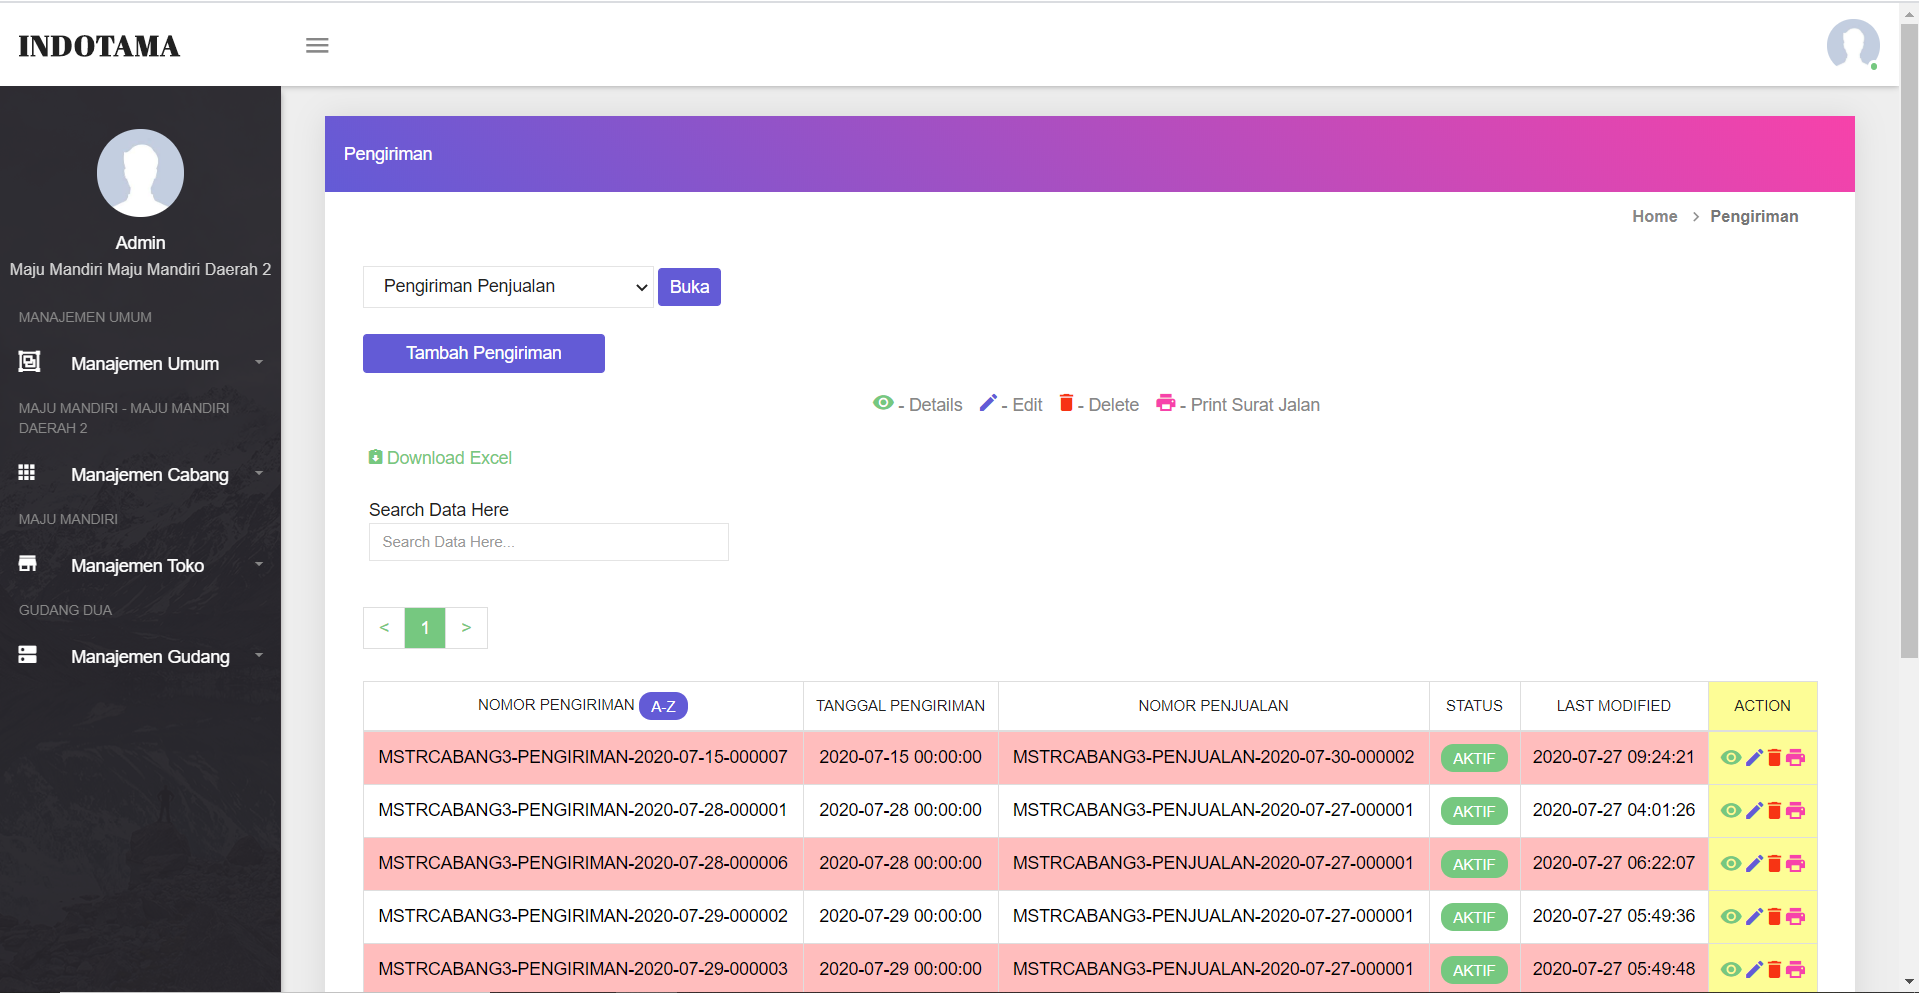 INDOTAMA
Admin
Maju Mandiri Maju Mandiri Daerah 2
MANAJEMEN UMUM
Manajemen Umum
MAJU MANDIRI - MAJU MANDIRI
DAERAH 2
Manajemen Cabang
MAJU MANDIRI
Manajemen Toko
GUDANG DUA
Manajemen Gudang
Pengiriman
Home > Pengiriman
Pengiriman Penjualan Buka
Tambah Pengiriman
- Details - Edit - Delete - Print Surat Jalan
Download Excel
Search Data Here
Search Data Here...
< 1 >
NOMOR PENGIRIMAN A-Z TANGGAL PENGIRIMAN NOMOR PENJUALAN STATUS LAST MODIFIED ACTION
MSTRCABANG3-PENGIRIMAN-2020-07-15-000007 2020-07-15 00:00:00 MSTRCABANG3-PENJUALAN-2020-07-30-000002 AKTIF 2020-07-27 09:24:21
MSTRCABANG3-PENGIRIMAN-2020-07-28-000001 2020-07-28 00:00:00 MSTRCABANG3-PENJUALAN-2020-07-27-000001 AKTIF 2020-07-27 04:01:26
MSTRCABANG3-PENGIRIMAN-2020-07-28-000006 2020-07-28 00:00:00 MSTRCABANG3-PENJUALAN-2020-07-27-000001 AKTIF 2020-07-27 06:22:07
MSTRCABANG3-PENGIRIMAN-2020-07-29-000002 2020-07-29 00:00:00 MSTRCABANG3-PENJUALAN-2020-07-27-000001 AKTIF 2020-07-27 05:49:36
MSTRCABANG3-PENGIRIMAN-2020-07-29-000003 2020-07-29 00:00:00 MSTRCABANG3-PENJUALAN-2020-07-27-000001 AKTIF 2020-07-27 05:49:48